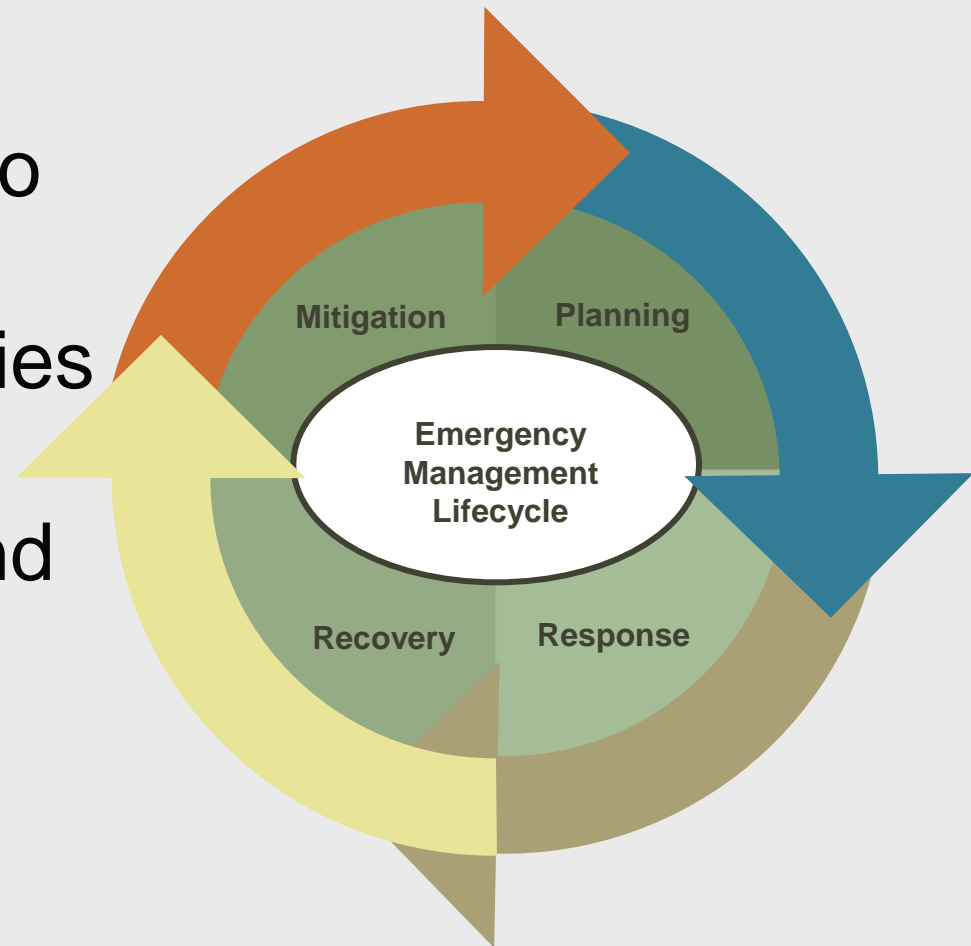 o
ies
nd
Mitigation
Planning
Emergency
Management
Lifecycle
Recovery
Response